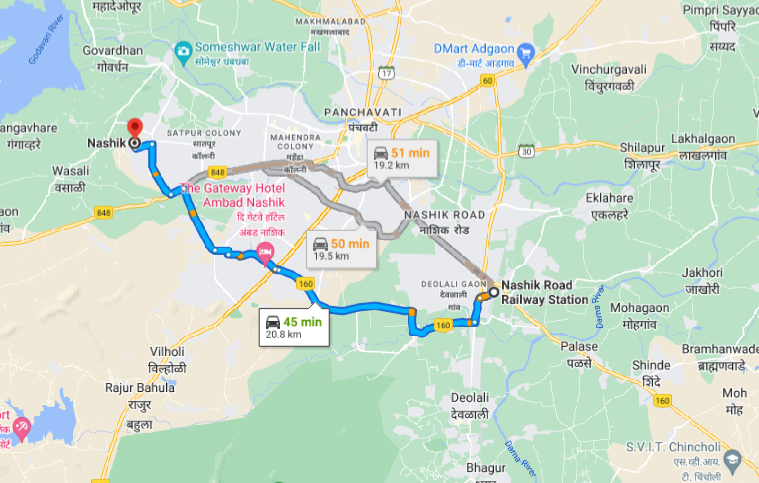 महादेओपूर
Godavari River
MAKHMALABAD
मखमलाबाद
Pimpri Sayyad
पिंपरि
सय्यद
Govardhan
गोवर्धन
Someshwar Water Fall
सोमेश्वर धबधबा
DMart Adgaon
डी-मार्ट आडगाव
17
60
Vinchurgavali
विंचुरगवळी
PANCHAVATI
पंचवटी
angavhare
गंगाव्हरे
Nashik
SATPUR COLONY
सातपूर
कॉलनी
MAHENDRA
COLONY
महेंद्रा
कॉलनी
51 min
19.2 km
30
Shilapur
शिलापूर
Lakhalgaon
लाखलगाव
Wasali
वसाळी
848
The Gateway Hotel
Ambad Nashik
दि गेटवे हॉटेल
अंबड नाशिक
848
aon
गांव
NASHIK ROAD
नाशिक रोड
Eklahare
एकलहरे
50 min
19.5 km
160
DEOLALI GAON
देवळाली
गांव
Nashik Road
Railway Station
Darna River
Jakhori
जाखोरी
Mohagaon
मोहगांव
45 min
20.8 km
160
Palase
पळसे
Bramhanwade
ब्राह्मणवाडे
Vilholi
विल्होळी
Shinde
शिंदे
Rajur Bahula
राजुर
बहुला
Deolali
देवळाली
160
Moh
मोह
ort
Darna River
S.V.I.T. Chincholi
एस.व्ही.आय.
टी. चिंचोली
Bhagur